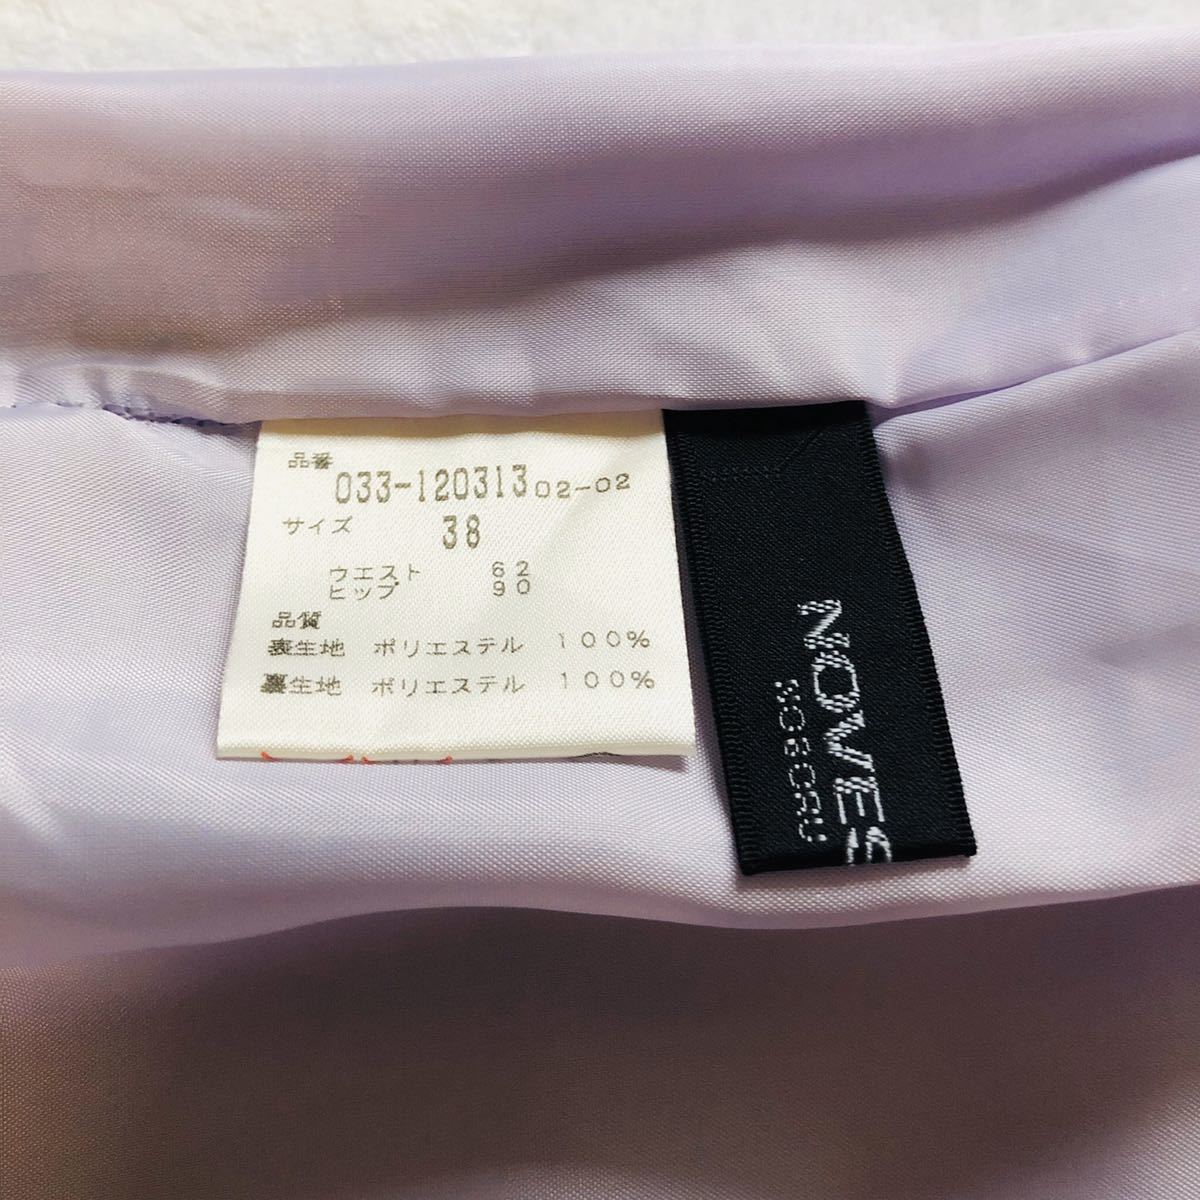 品番
033-120313 02-02
サイズ 38
ウエスト 62
ヒップ 90
品質
表生地 ポリエステル 100%
裏生地 ポリエステル 100%
NOVES